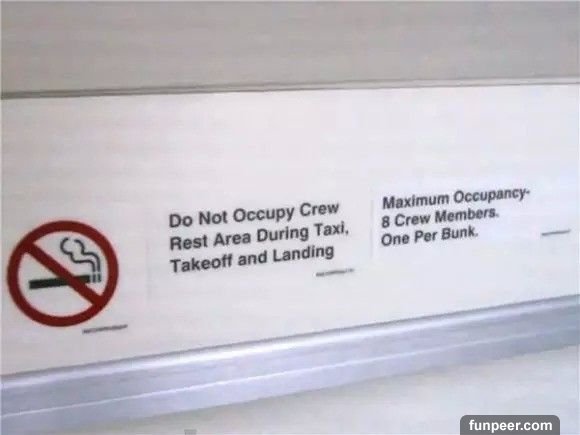 Do Not Occupy Crew
Rest Area During Taxi,
Takeoff and Landing
Maximum Occupancy-
8 Crew Members.
One Per Bunk.
funpeer.com